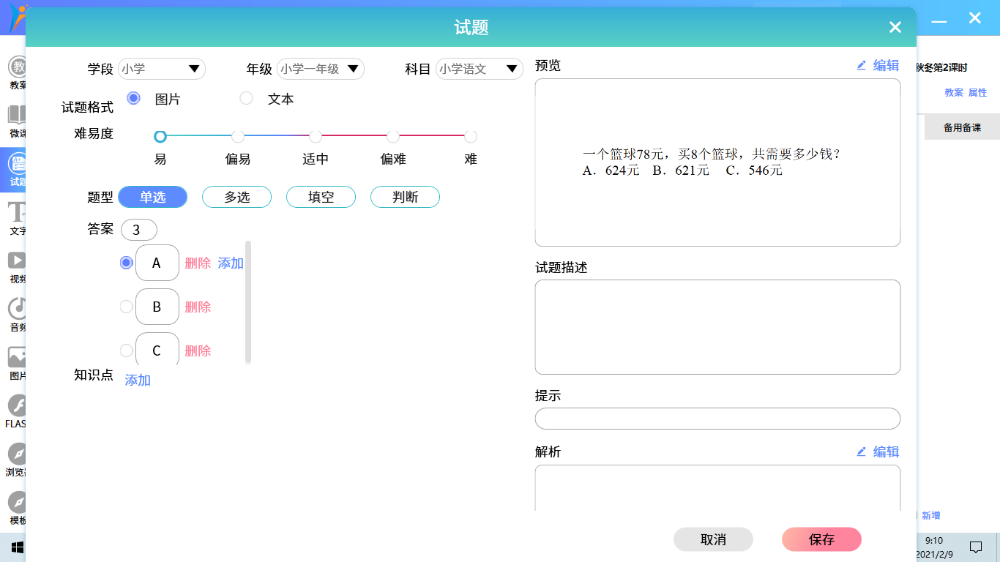 试题
学段 小学 年级 小学一年级 科目 小学语文
试题格式 图片 文本
难易度
易 偏易 适中 偏难 难
题型 单选 多选 填空 判断
答案 3
A 删除 添加
B 删除
C 删除
知识点 添加
预览 编辑
一个篮球78元，买8个篮球，共需要多少钱？
A．624元 B．621元 C．546元
试题描述
提示
解析 编辑
取消 保存
教
教案
微课
试题
文字
视频
音频
图片
FLAS
浏览器
模板
秋冬第2课时
教案 属性
备用备课
新增
9:10
2021/2/9